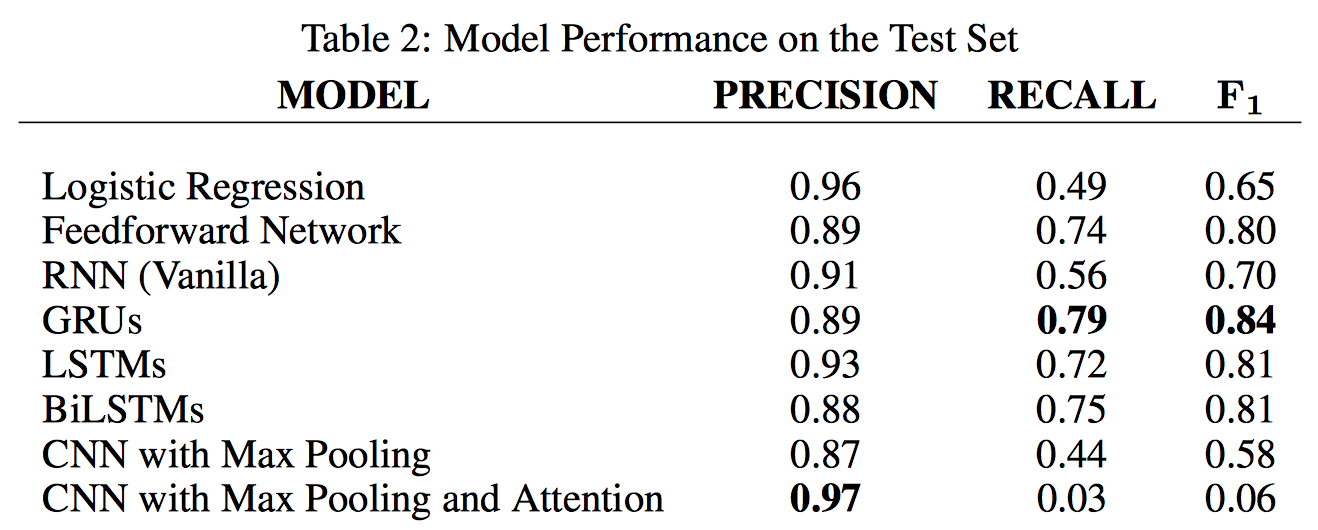 Table 2: Model Performance on the Test Set
MODEL PRECISION RECALL F₁
Logistic Regression 0.96 0.49 0.65
Feedforward Network 0.89 0.74 0.80
RNN (Vanilla) 0.91 0.56 0.70
GRUs 0.89 0.79 0.84
LSTMs 0.93 0.72 0.81
BiLSTMs 0.88 0.75 0.81
CNN with Max Pooling 0.87 0.44 0.58
CNN with Max Pooling and Attention 0.97 0.03 0.06